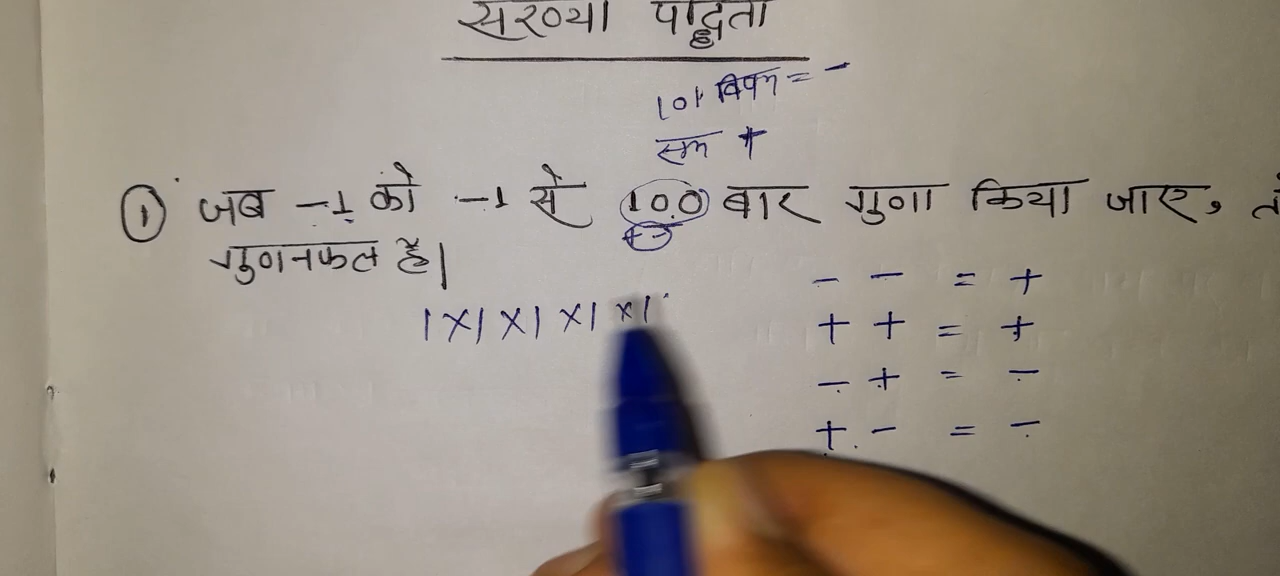 संख्या पद्धती
101 विषम = -
सम +
① जब -1 को -1 से 100 बार गुणा किया जाए, तो
+-
गुणनफल है।
- - = +
1×1×1×1×1
+ + = +
- + = -
+ - = -